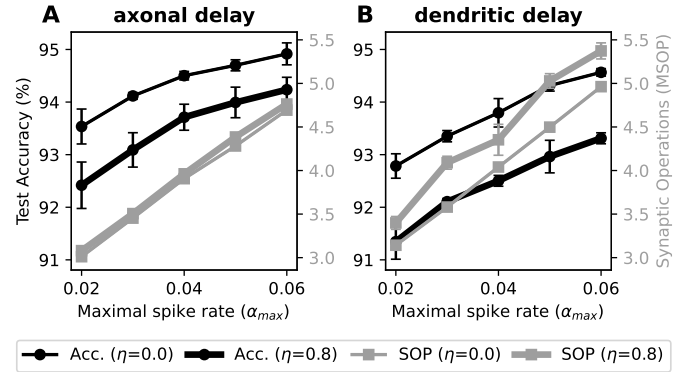 A axonal delay
B dendritic delay
Test Accuracy (%)
95
94
93
92
91
5.5
5.0
4.5
4.0
3.5
3.0
0.02 0.04 0.06
Maximal spike rate (α_max)
95
94
93
92
91
5.5
5.0
4.5
4.0
3.5
3.0
Synaptic Operations (MSOP)
0.02 0.04 0.06
Maximal spike rate (α_max)
Acc. (η=0.0) Acc. (η=0.8) SOP (η=0.0) SOP (η=0.8)